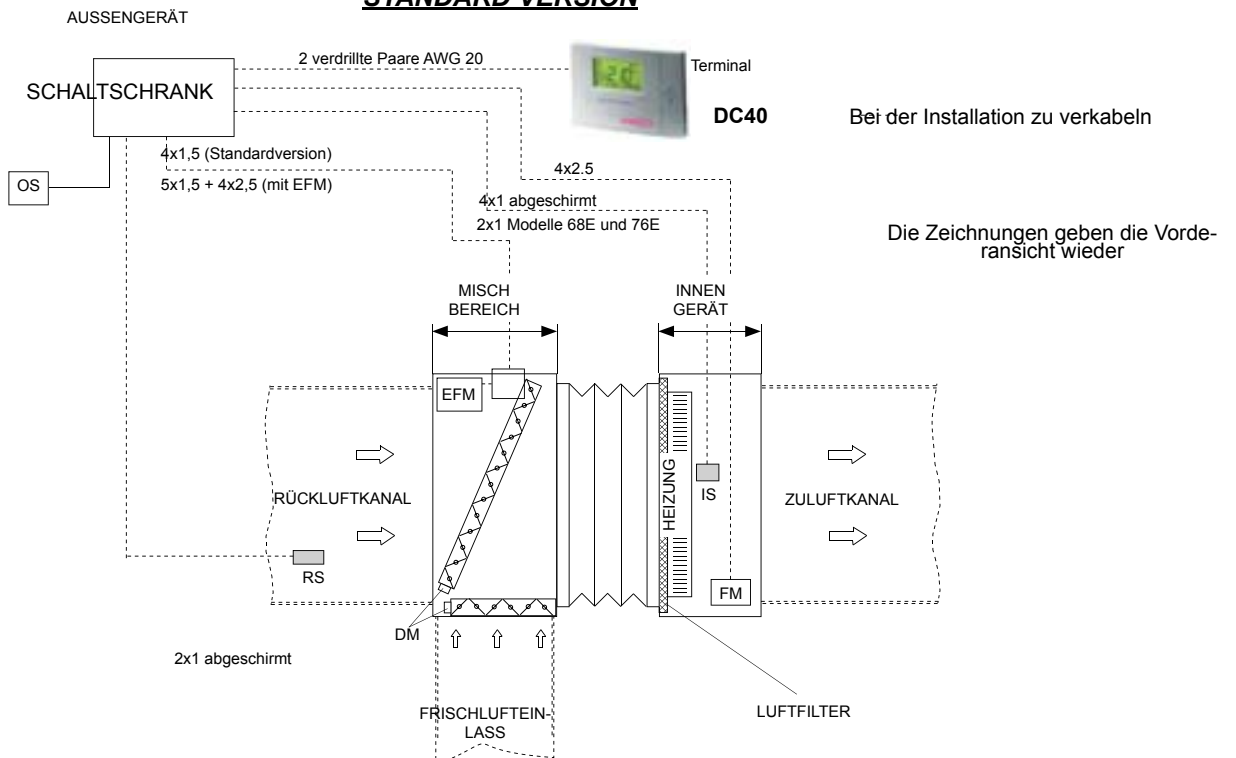 STANDARD VERSION
AUSSENGERÄT
2 verdrillte Paare AWG 20
Terminal
SCHALTSCHRANK
DC40
Bei der Installation zu verkabeln
4x1,5 (Standardversion)
4x2.5
OS
5x1,5 + 4x2,5 (mit EFM)
4x1 abgeschirmt
2x1 Modelle 68E und 76E
Die Zeichnungen geben die Vorde-
ransicht wieder
MISCH
BEREICH
INNEN
GERÄT
EFM
HEIZUNG
IS
RÜCKLUFTKANAL
ZULUFTKANAL
RS
FM
DM
2x1 abgeschirmt
FRISCHLUFTEIN-
LASS
LUFTFILTER